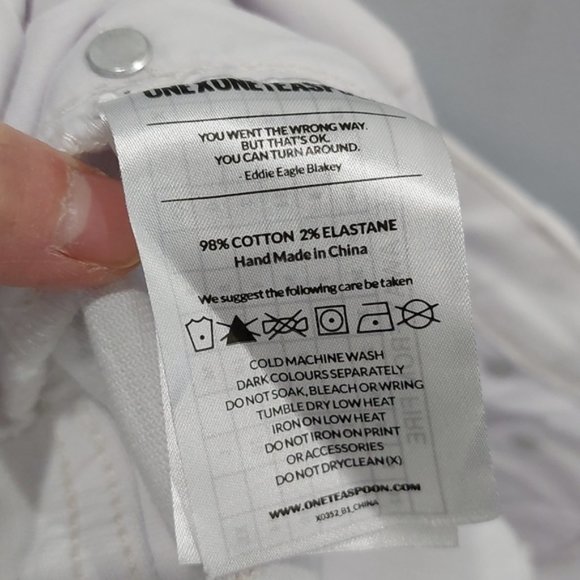 ONE X ONETEASPOON
YOU WENT THE WRONG WAY.
BUT THAT'S OK.
YOU CAN TURN AROUND.
- Eddie Eagle Blakey
98% COTTON 2% ELASTANE
Hand Made in China
We suggest the following care be taken
COLD MACHINE WASH
DARK COLOURS SEPARATELY
DO NOT SOAK, BLEACH OR WRING
TUMBLE DRY LOW HEAT
IRON ON LOW HEAT
DO NOT IRON ON PRINT
OR ACCESSORIES
DO NOT DRYCLEAN (X)
WWW.ONETEASPOON.COM
X0352_B1_CHINA